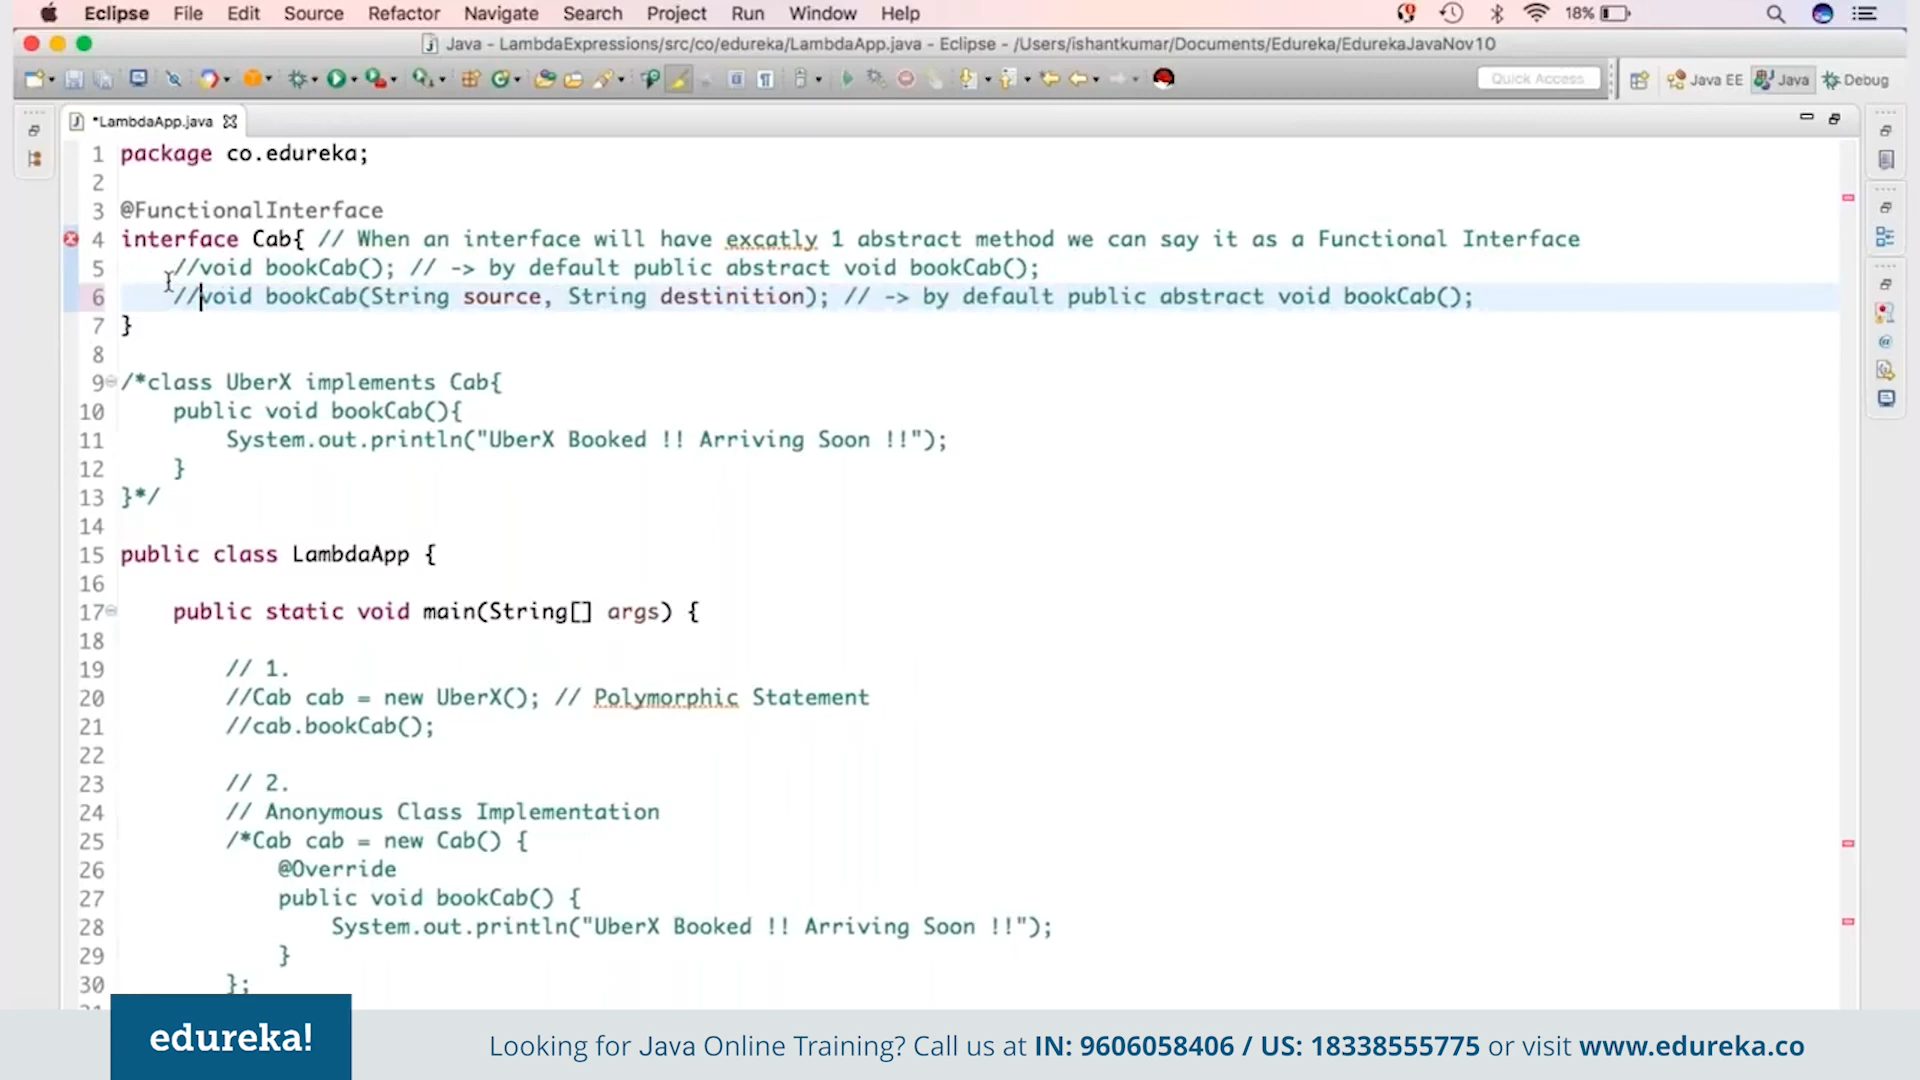 Eclipse File Edit Source Refactor Navigate Search Project Run Window Help 18%
Java - LambdaExpressions/src/co/edureka/LambdaApp.java - Eclipse - /Users/ishantkumar/Documents/Edureka/EdurekaJavaNov10
Quick Access Java EE Java Debug
*LambdaApp.java
1 package co.edureka;
2
3 @FunctionalInterface
4 interface Cab{ // When an interface will have excatly 1 abstract method we can say it as a Functional Interface
5 //void bookCab(); // -> by default public abstract void bookCab();
6 //void bookCab(String source, String destinition); // -> by default public abstract void bookCab();
7 }
8
9 /*class UberX implements Cab{
10 public void bookCab(){
11 System.out.println("UberX Booked !! Arriving Soon !!");
12 }
13 }*/
14
15 public class LambdaApp {
16
17 public static void main(String[] args) {
18
19 // 1.
20 //Cab cab = new UberX(); // Polymorphic Statement
21 //cab.bookCab();
22
23 // 2.
24 // Anonymous Class Implementation
25 /*Cab cab = new Cab() {
26 @Override
27 public void bookCab() {
28 System.out.println("UberX Booked !! Arriving Soon !!");
29 }
30 };
edureka!
Looking for Java Online Training? Call us at IN: 9606058406 / US: 18338555775 or visit www.edureka.co